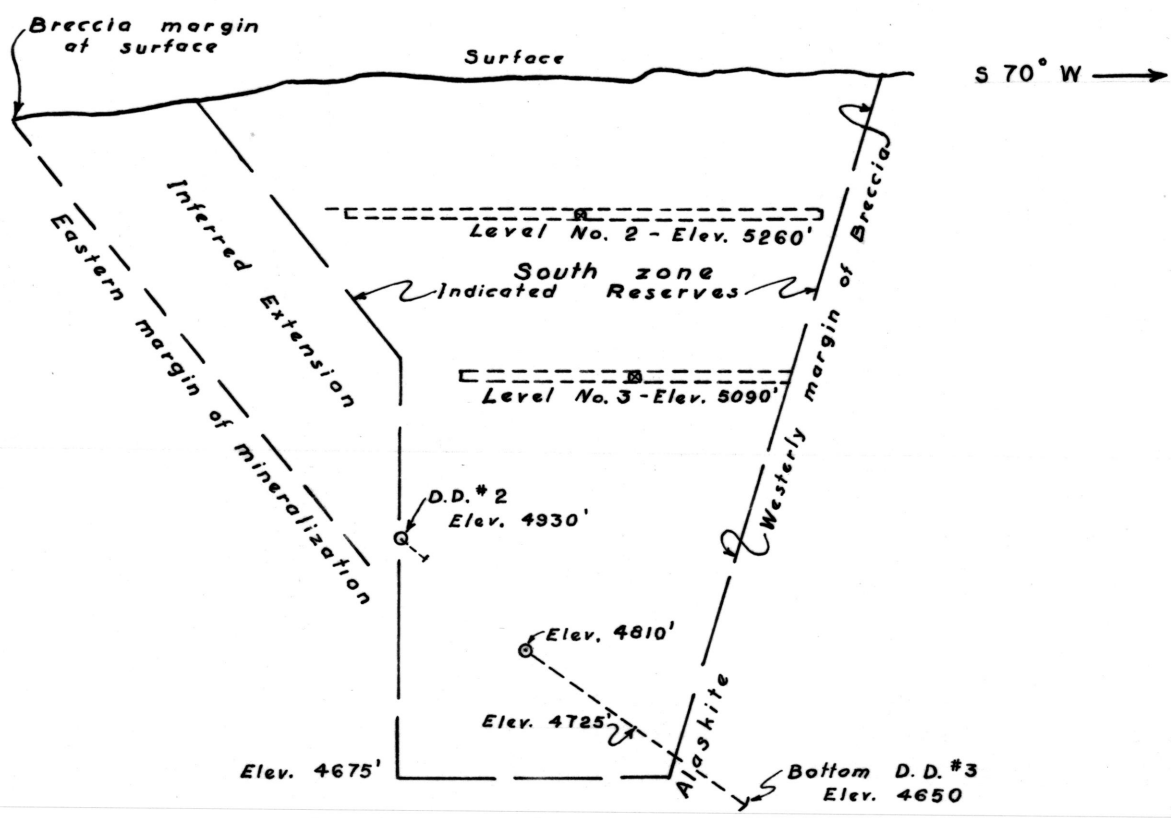 Breccia margin
at surface
Surface
S 70° W
Inferred Extension
Eastern margin of mineralization
Level No. 2 - Elev. 5260'
South zone
Indicated Reserves
Level No. 3 - Elev. 5090'
Westerly margin of Breccia
D.D. #2
Elev. 4930'
Elev. 4810'
Elev. 4725'
Alaskite
Elev. 4675'
Bottom D.D. #3
Elev. 4650